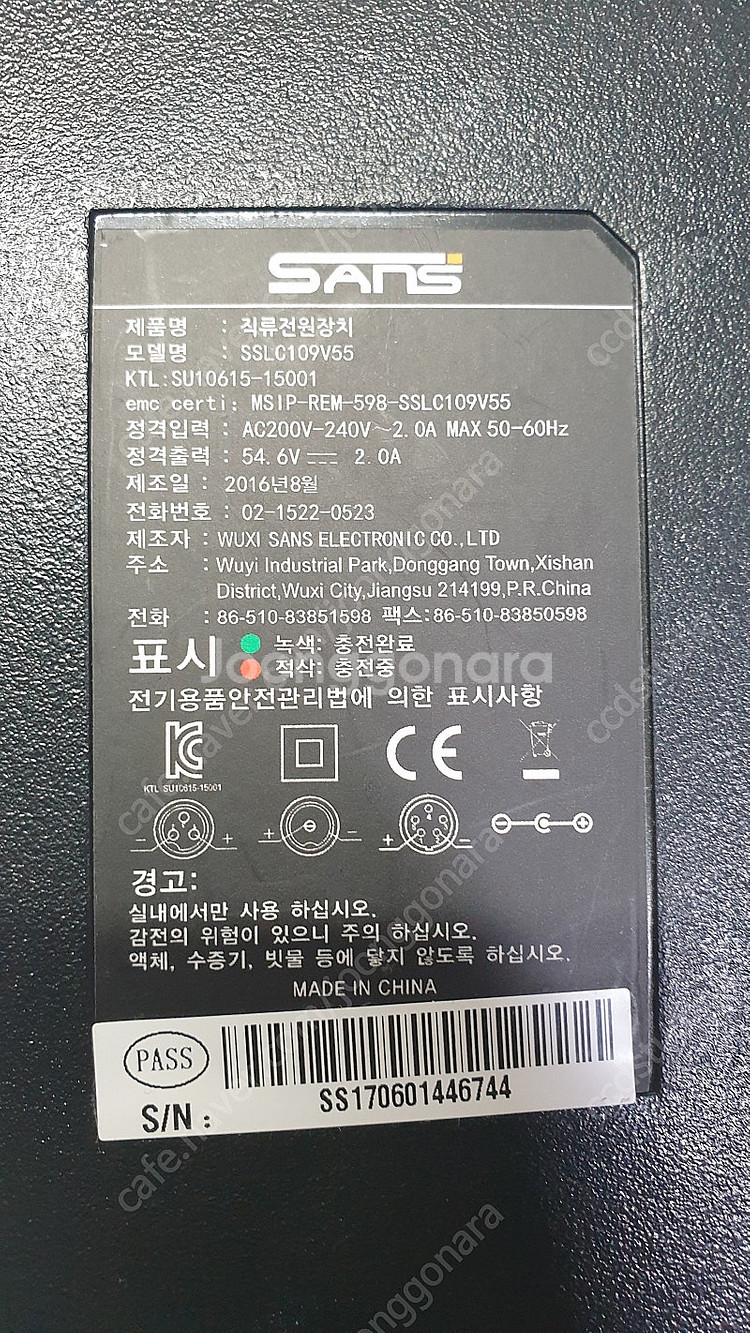 SANS
제품명 : 직류전원장치
모델명 : SSLC109V55
KTL:SU10615-15001
emc certi: MSIP-REM-598-SSLC109V55
정격입력 : AC200V-240V~2.0A MAX 50-60Hz
정격출력 : 54.6V⎓ 2.0A
제조일 : 2016년8월
전화번호 : 02-1522-0523
제조자 : WUXI SANS ELECTRONIC CO.,LTD
주소 : Wuyi Industrial Park,Donggang Town,Xishan
District,Wuxi City,Jiangsu 214199,P.R.China
전화 : 86-510-83851598 팩스:86-510-83850598
표시 녹색: 충전완료
적삭: 충전중
Joonggonara
전기용품안전관리법에 의한 표시사항
KC CE
KTL SU10615-15001
경고:
실내에서만 사용 하십시오.
감전의 위험이 있으니 주의 하십시오.
액체, 수증기, 빗물 등에 닿지 않도록 하십시오.
MADE IN CHINA
PASS
S/N : SS170601446744